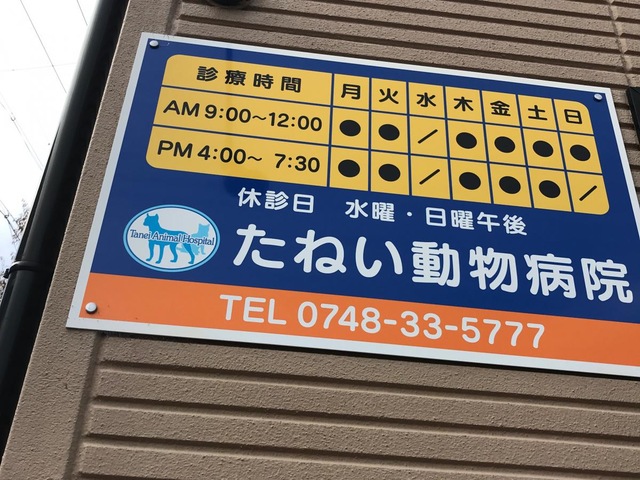 診療時間 月 火 水 木 金 土 日
AM 9:00～12:00 ● ● ／ ● ● ● ●
PM 4:00～ 7:30 ● ● ／ ● ● ● ／
休診日 水曜・日曜午後
Tanei Animal Hospital
たねい動物病院
TEL 0748-33-5777